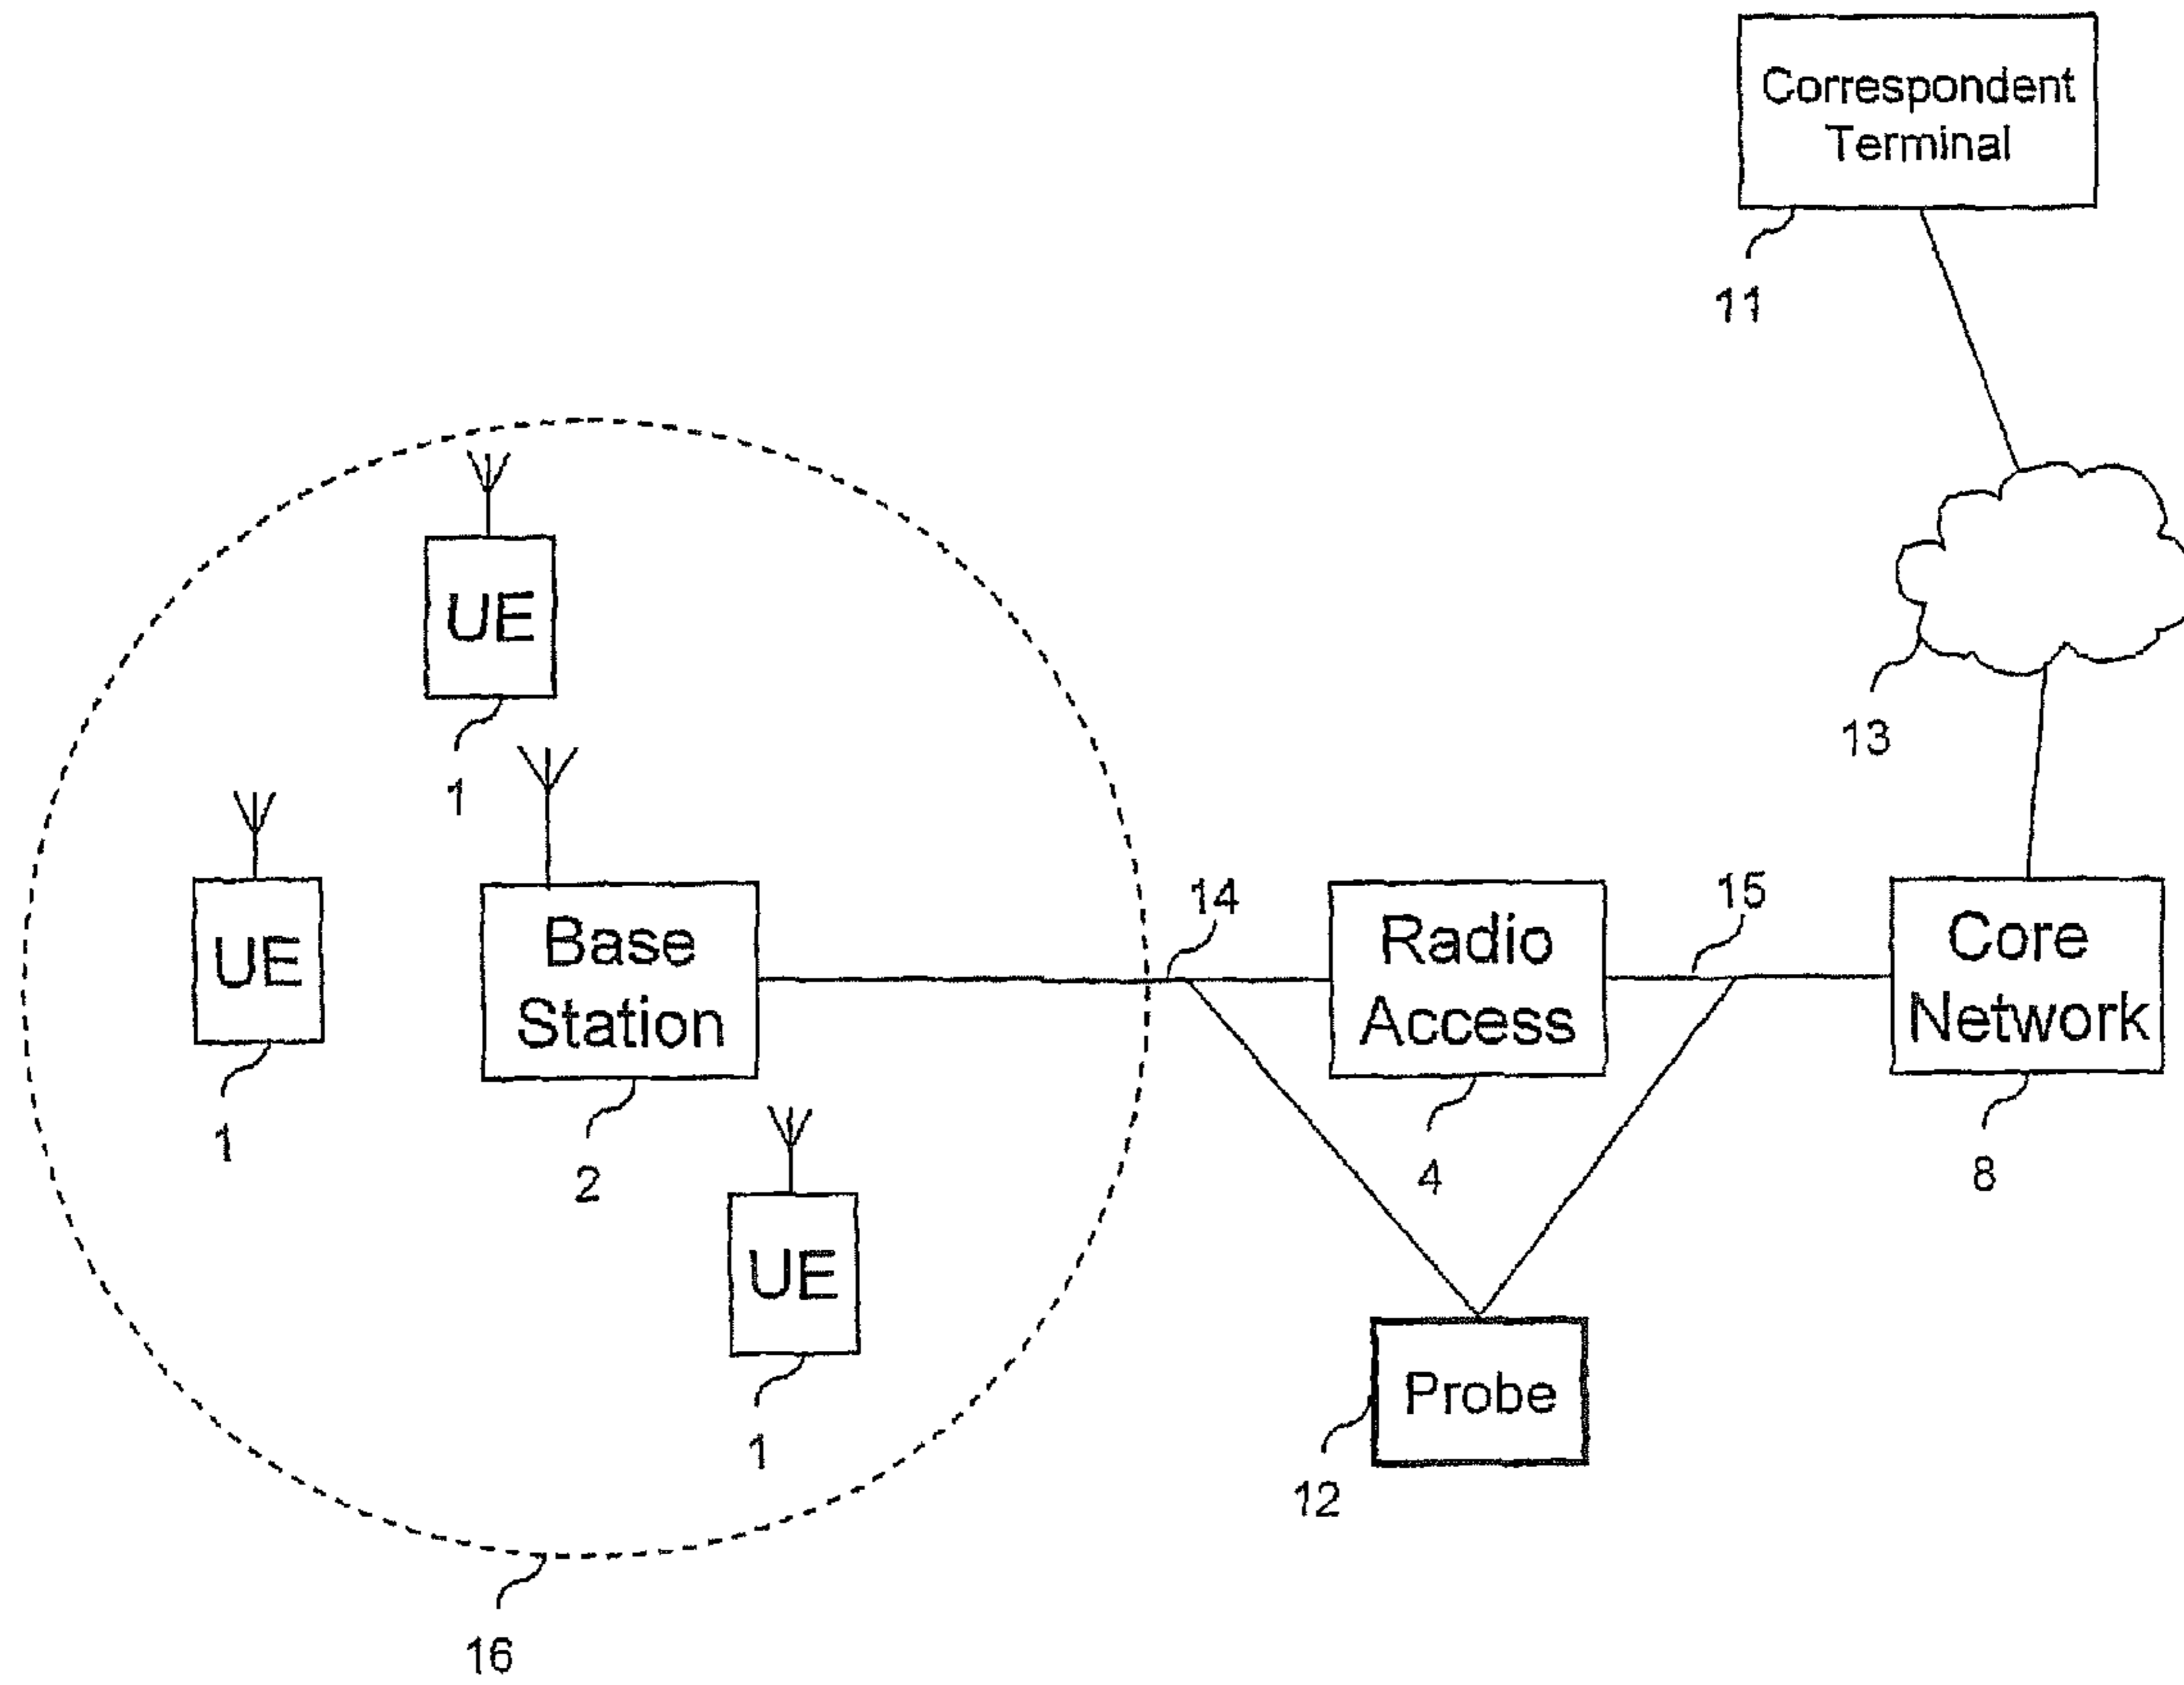 Correspondent
Terminal
11
UE
1
13
UE
1
Base
Station
2
14
Radio
Access
4
15
Core
Network
8
UE
1
Probe
12
16